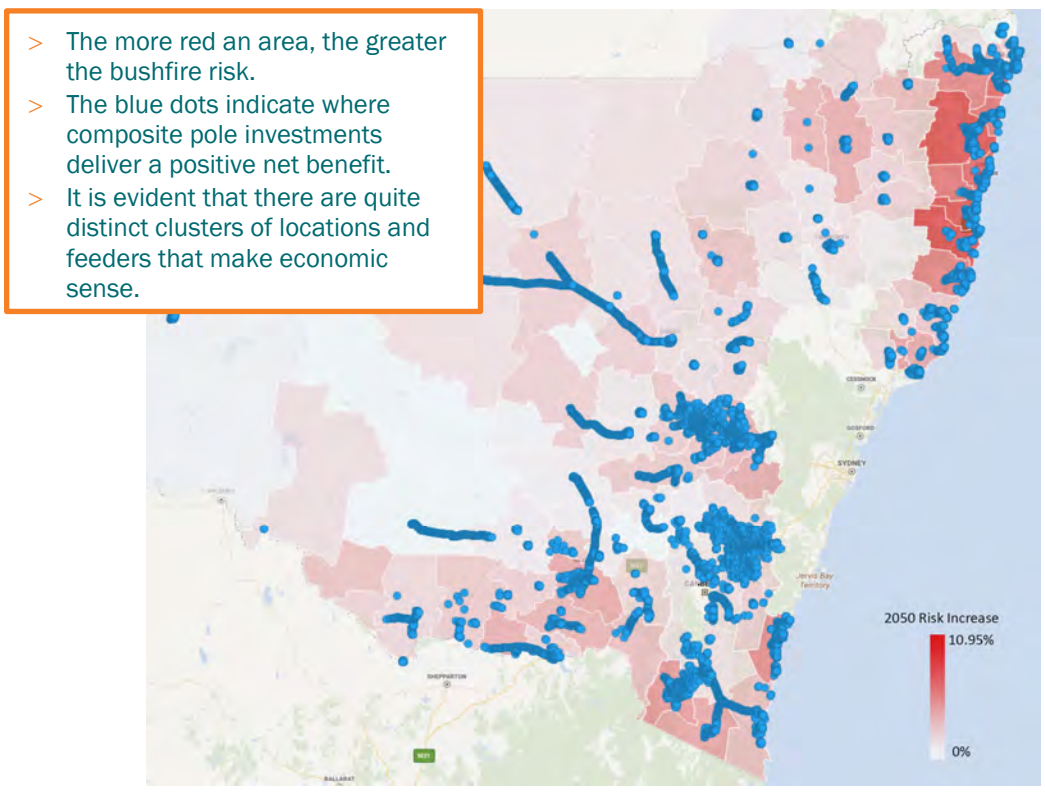 > The more red an area, the greater
the bushfire risk.
> The blue dots indicate where
composite pole investments
deliver a positive net benefit.
> It is evident that there are quite
distinct clusters of locations and
feeders that make economic
sense.
CESSNOCK
GOSFORD
SYDNEY
Jervis Bay
Territory
2050 Risk Increase
10.95%
0%
SHEPPARTON
M31
BALLARAT